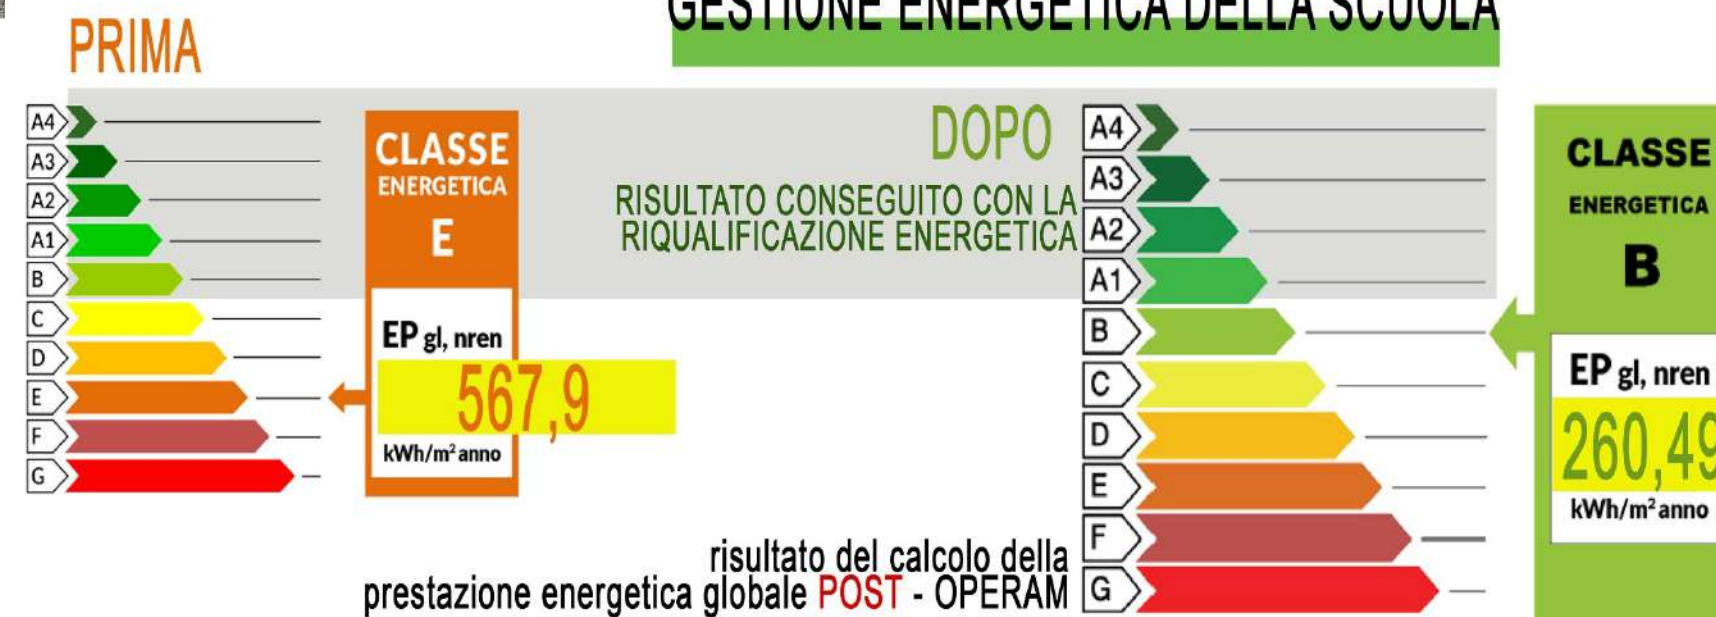 GESTIONE ENERGETICA DELLA SCUOLA
PRIMA
A4
A3
A2
A1
B
C
D
E
F
G
CLASSE
ENERGETICA
E
EP gl, nren
567,9
kWh/m² anno
DOPO
RISULTATO CONSEGUITO CON LA
RIQUALIFICAZIONE ENERGETICA
A4
A3
A2
A1
B
C
D
E
F
G
CLASSE
ENERGETICA
B
EP gl, nren
260,49
kWh/m² anno
risultato del calcolo della
prestazione energetica globale POST - OPERAM